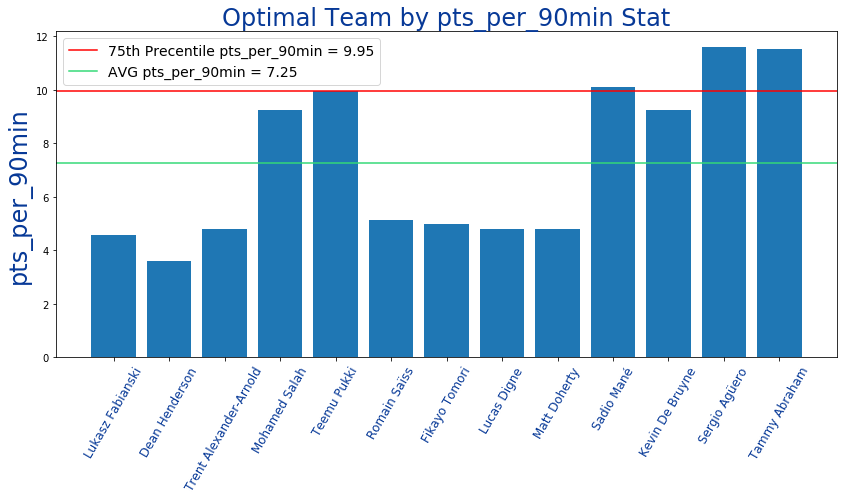 Optimal Team by pts_per_90min Stat
75th Precentile pts_per_90min = 9.95
AVG pts_per_90min = 7.25
pts_per_90min
12
10
8
6
4
2
0
Lukasz Fabianski
Dean Henderson
Trent Alexander-Arnold
Mohamed Salah
Teemu Pukki
Romain Saïss
Fikayo Tomori
Lucas Digne
Matt Doherty
Sadio Mané
Kevin De Bruyne
Sergio Agüero
Tammy Abraham